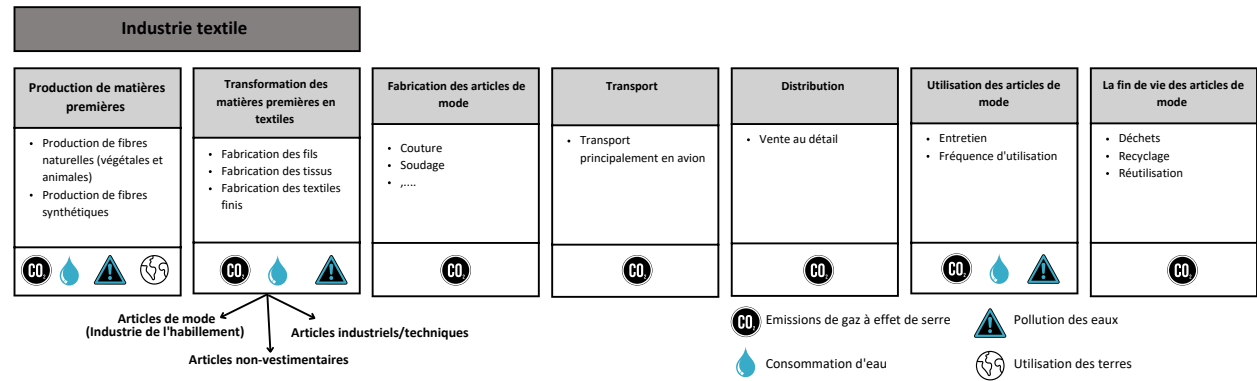 Industrie textile
Production de matières
premières
• Production de fibres
naturelles (végétales et
animales)
• Production de fibres
synthétiques
CO₂
Transformation des
matières premières en
textiles
• Fabrication des fils
• Fabrication des tissus
• Fabrication des textiles
finis
CO₂
Fabrication des articles de
mode
• Couture
• Soudage
• ,....
CO₂
Transport
• Transport
principalement en avion
CO₂
Distribution
• Vente au détail
CO₂
Utilisation des articles de
mode
• Entretien
• Fréquence d'utilisation
CO₂
La fin de vie des articles de
mode
• Déchets
• Recyclage
• Réutilisation
CO₂
Articles de mode
(Industrie de l'habillement)
Articles industriels/techniques
Articles non-vestimentaires
CO₂ Emissions de gaz à effet de serre
Pollution des eaux
Consommation d'eau
Utilisation des terres